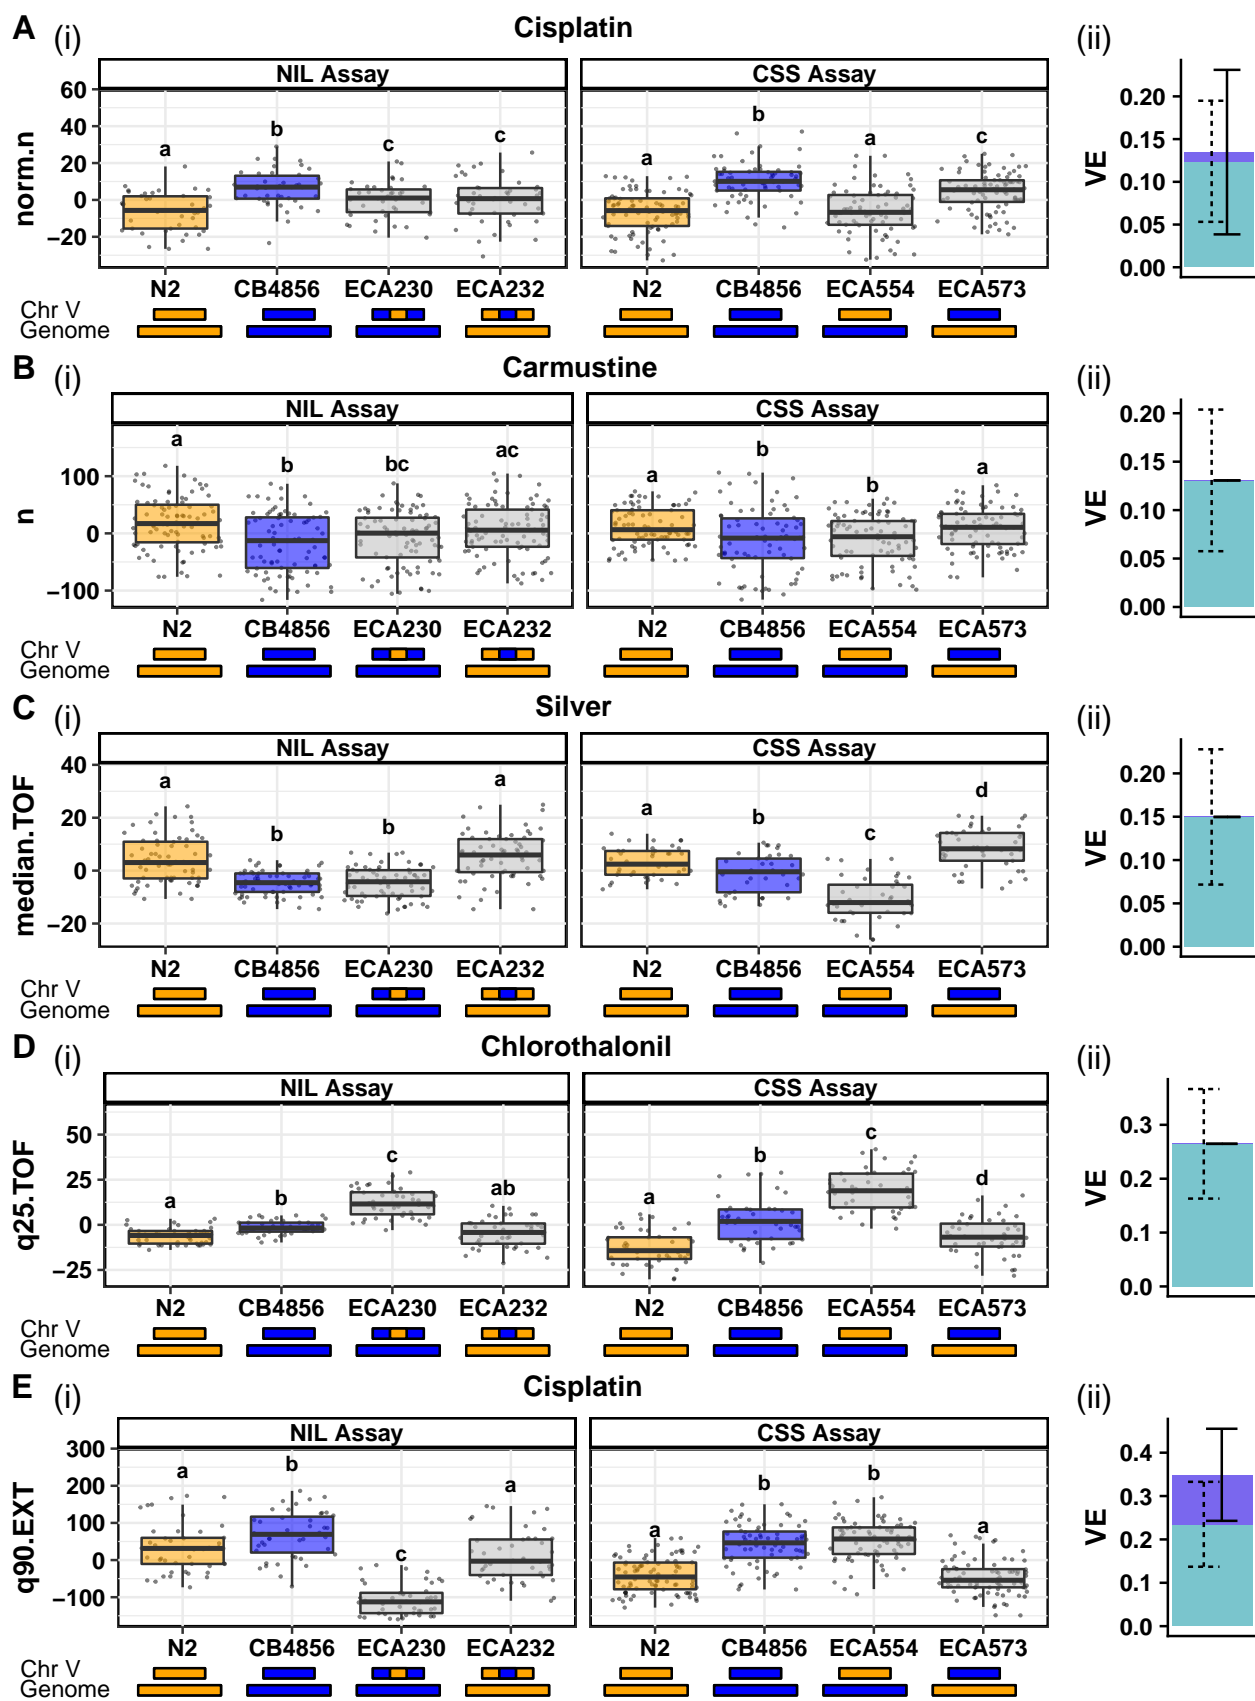 A (i) Cisplatin (ii)
NIL Assay CSS Assay
norm.n
60
40
20
0
−20
a b c c
a b a c
N2 CB4856 ECA230 ECA232 N2 CB4856 ECA554 ECA573
Chr V
Genome
VE
0.20
0.15
0.10
0.05
0.00
B (i) Carmustine (ii)
NIL Assay CSS Assay
n
100
0
−100
a b bc ac
a b b a
N2 CB4856 ECA230 ECA232 N2 CB4856 ECA554 ECA573
Chr V
Genome
VE
0.20
0.15
0.10
0.05
0.00
C (i) Silver (ii)
NIL Assay CSS Assay
median.TOF
40
20
0
−20
a b b a
a b c d
N2 CB4856 ECA230 ECA232 N2 CB4856 ECA554 ECA573
Chr V
Genome
VE
0.20
0.15
0.10
0.05
0.00
D (i) Chlorothalonil (ii)
NIL Assay CSS Assay
q25.TOF
50
25
0
−25
a b c ab
a b c d
N2 CB4856 ECA230 ECA232 N2 CB4856 ECA554 ECA573
Chr V
Genome
VE
0.3
0.2
0.1
0.0
E (i) Cisplatin (ii)
NIL Assay CSS Assay
q90.EXT
300
200
100
0
−100
a b c a
a b b a
N2 CB4856 ECA230 ECA232 N2 CB4856 ECA554 ECA573
Chr V
Genome
VE
0.4
0.3
0.2
0.1
0.0